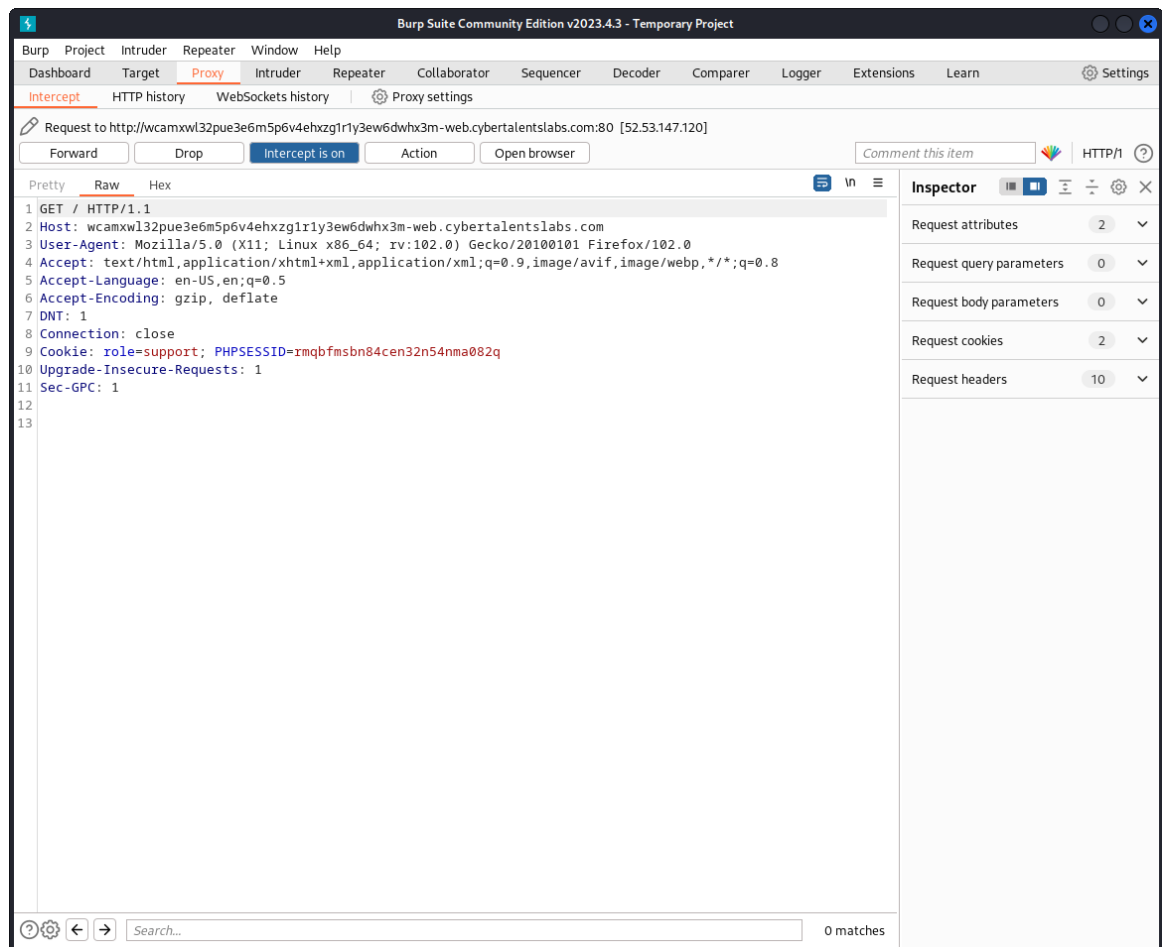 Burp Suite Community Edition v2023.4.3 - Temporary Project
Burp Project Intruder Repeater Window Help
Dashboard Target Proxy Intruder Repeater Collaborator Sequencer Decoder Comparer Logger Extensions Learn Settings
Intercept HTTP history WebSockets history Proxy settings
Request to http://wcamxwl32pue3e6m5p6v4ehxzg1r1y3ew6dwhx3m-web.cybertalentslabs.com:80 [52.53.147.120]
Forward Drop Intercept is on Action Open browser Comment this item HTTP/1 ?
Pretty Raw Hex \n Inspector
1 GET / HTTP/1.1
2 Host: wcamxwl32pue3e6m5p6v4ehxzg1r1y3ew6dwhx3m-web.cybertalentslabs.com
3 User-Agent: Mozilla/5.0 (X11; Linux x86_64; rv:102.0) Gecko/20100101 Firefox/102.0
4 Accept: text/html,application/xhtml+xml,application/xml;q=0.9,image/avif,image/webp,*/*;q=0.8
5 Accept-Language: en-US,en;q=0.5
6 Accept-Encoding: gzip, deflate
7 DNT: 1
8 Connection: close
9 Cookie: role=support; PHPSESSID=rmqbfmsbn84cen32n54nma082q
10 Upgrade-Insecure-Requests: 1
11 Sec-GPC: 1
12
13
Request attributes 2
Request query parameters 0
Request body parameters 0
Request cookies 2
Request headers 10
? Search... 0 matches